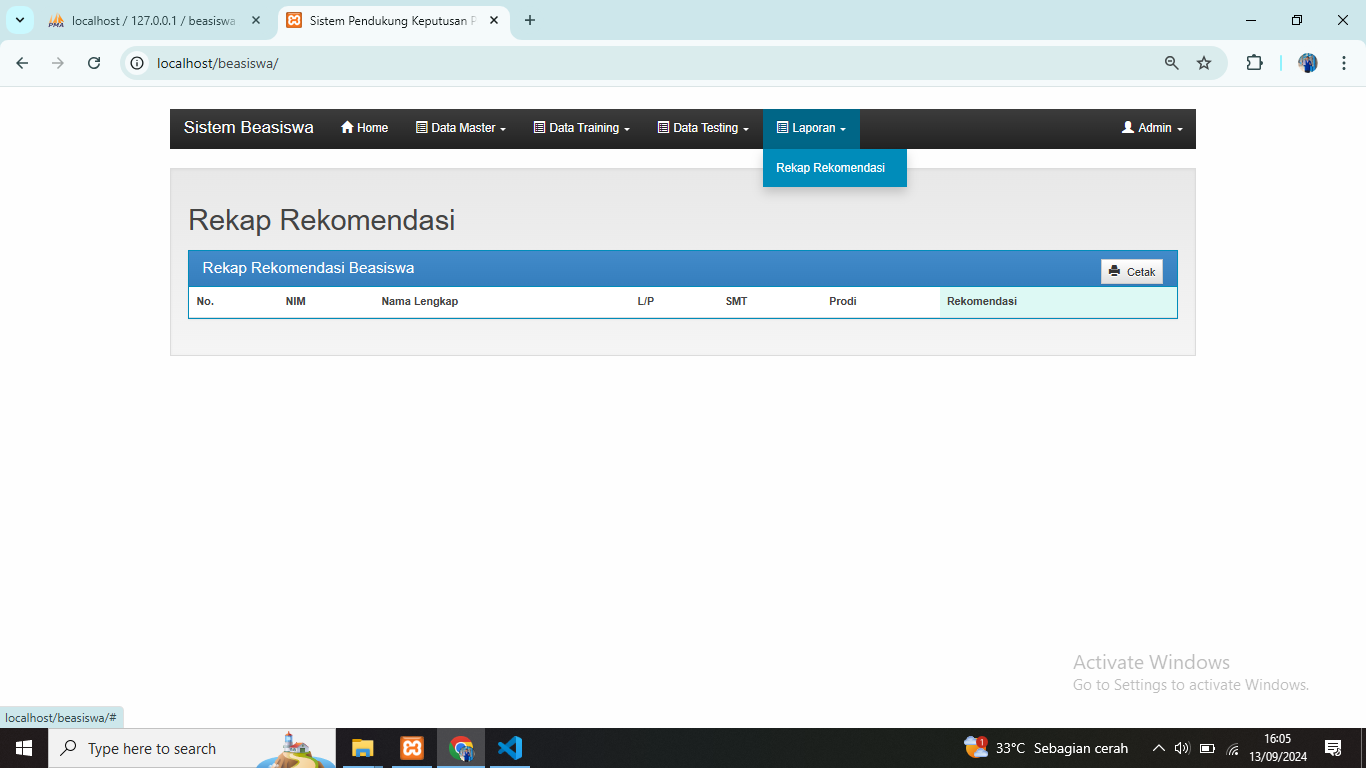 localhost / 127.0.0.1 / beasiswa
Sistem Pendukung Keputusan P
localhost/beasiswa/
Sistem Beasiswa Home Data Master Data Training Data Testing Laporan Admin
Rekap Rekomendasi
Rekap Rekomendasi
Rekap Rekomendasi Beasiswa Cetak
No. NIM Nama Lengkap L/P SMT Prodi Rekomendasi
Activate Windows
Go to Settings to activate Windows.
localhost/beasiswa/#
Type here to search 1 33°C Sebagian cerah 16:05
13/09/2024